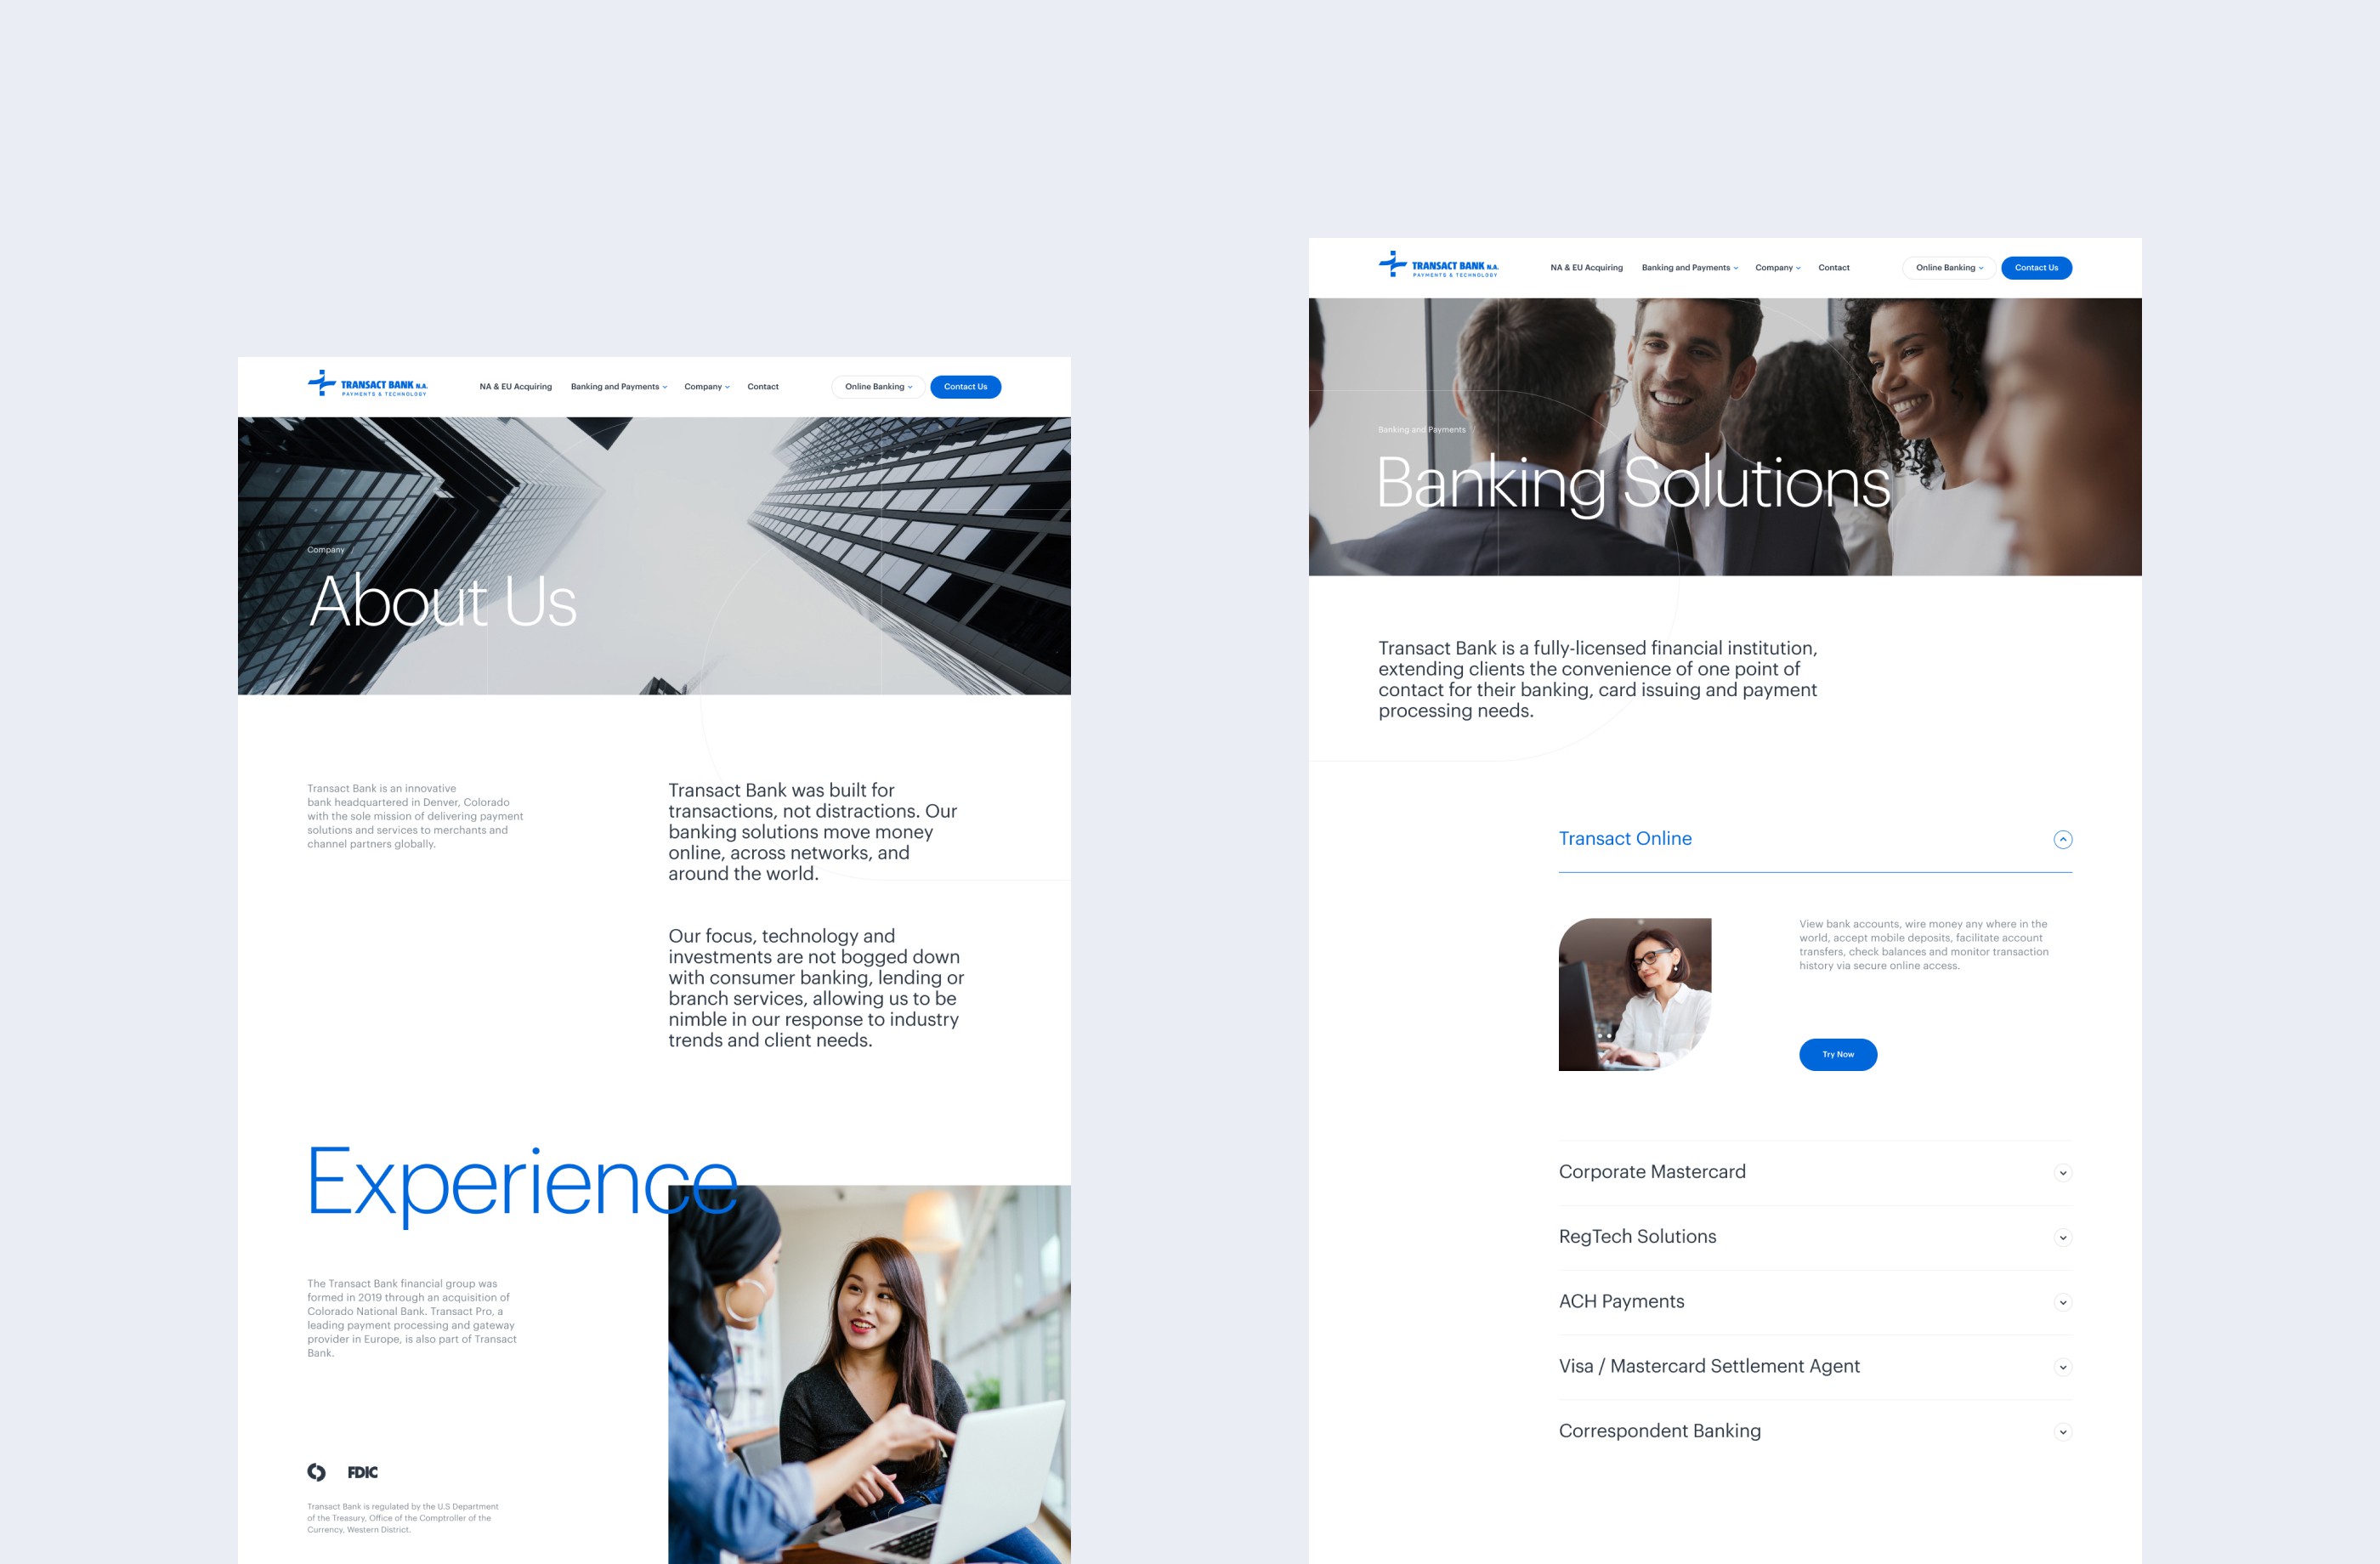 TRANSACT BANK N.A.
PAYMENTS & TECHNOLOGY
NA & EU Acquiring
Banking and Payments
Company
Contact
Online Banking
Contact Us
Company /
About Us
Transact Bank is an innovative
bank headquartered in Denver, Colorado
with the sole mission of delivering payment
solutions and services to merchants and
channel partners globally.
Transact Bank was built for
transactions, not distractions. Our
banking solutions move money
online, across networks, and
around the world.
Our focus, technology and
investments are not bogged down
with consumer banking, lending or
branch services, allowing us to be
nimble in our response to industry
trends and client needs.
Experience
The Transact Bank financial group was
formed in 2019 through an acquisition of
Colorado National Bank. Transact Pro, a
leading payment processing and gateway
provider in Europe, is also part of Transact
Bank.
FDIC
Transact Bank is regulated by the U.S Department
of the Treasury, Office of the Comptroller of the
Currency, Western District.
TRANSACT BANK N.A.
PAYMENTS & TECHNOLOGY
NA & EU Acquiring
Banking and Payments
Company
Contact
Online Banking
Contact Us
Banking and Payments /
Banking Solutions
Transact Bank is a fully-licensed financial institution,
extending clients the convenience of one point of
contact for their banking, card issuing and payment
processing needs.
Transact Online
View bank accounts, wire money any where in the
world, accept mobile deposits, facilitate account
transfers, check balances and monitor transaction
history via secure online access.
Try Now
Corporate Mastercard
RegTech Solutions
ACH Payments
Visa / Mastercard Settlement Agent
Correspondent Banking